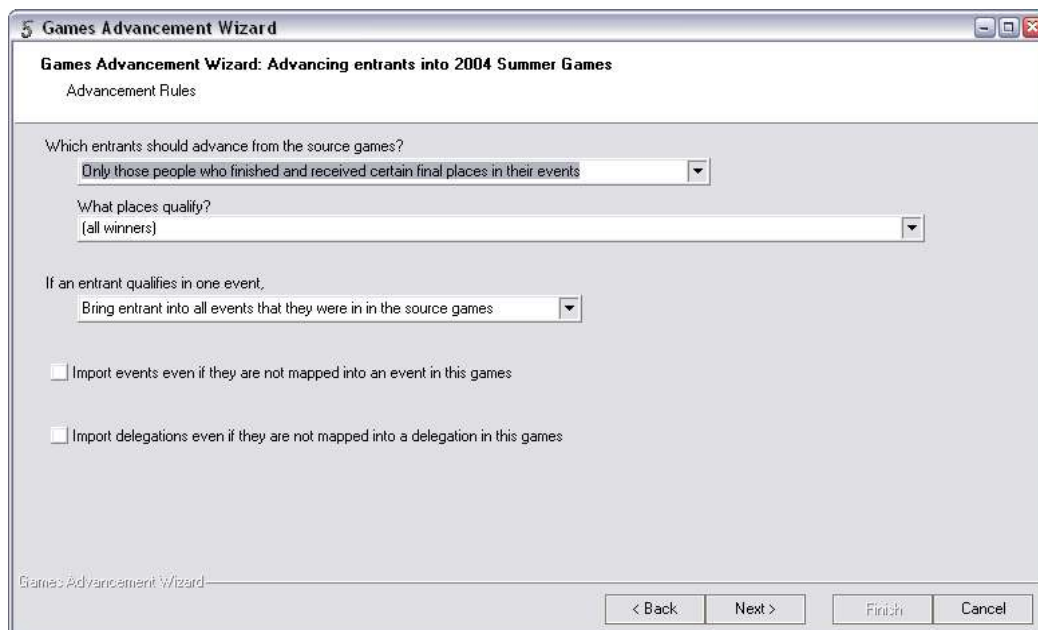 5 Games Advancement Wizard
Games Advancement Wizard: Advancing entrants into 2004 Summer Games
Advancement Rules
Which entrants should advance from the source games?
Only those people who finished and received certain final places in their events
What places qualify?
(all winners)
If an entrant qualifies in one event,
Bring entrant into all events that they were in in the source games
Import events even if they are not mapped into an event in this games
Import delegations even if they are not mapped into a delegation in this games
Games Advancement Wizard
< Back Next > Finish Cancel